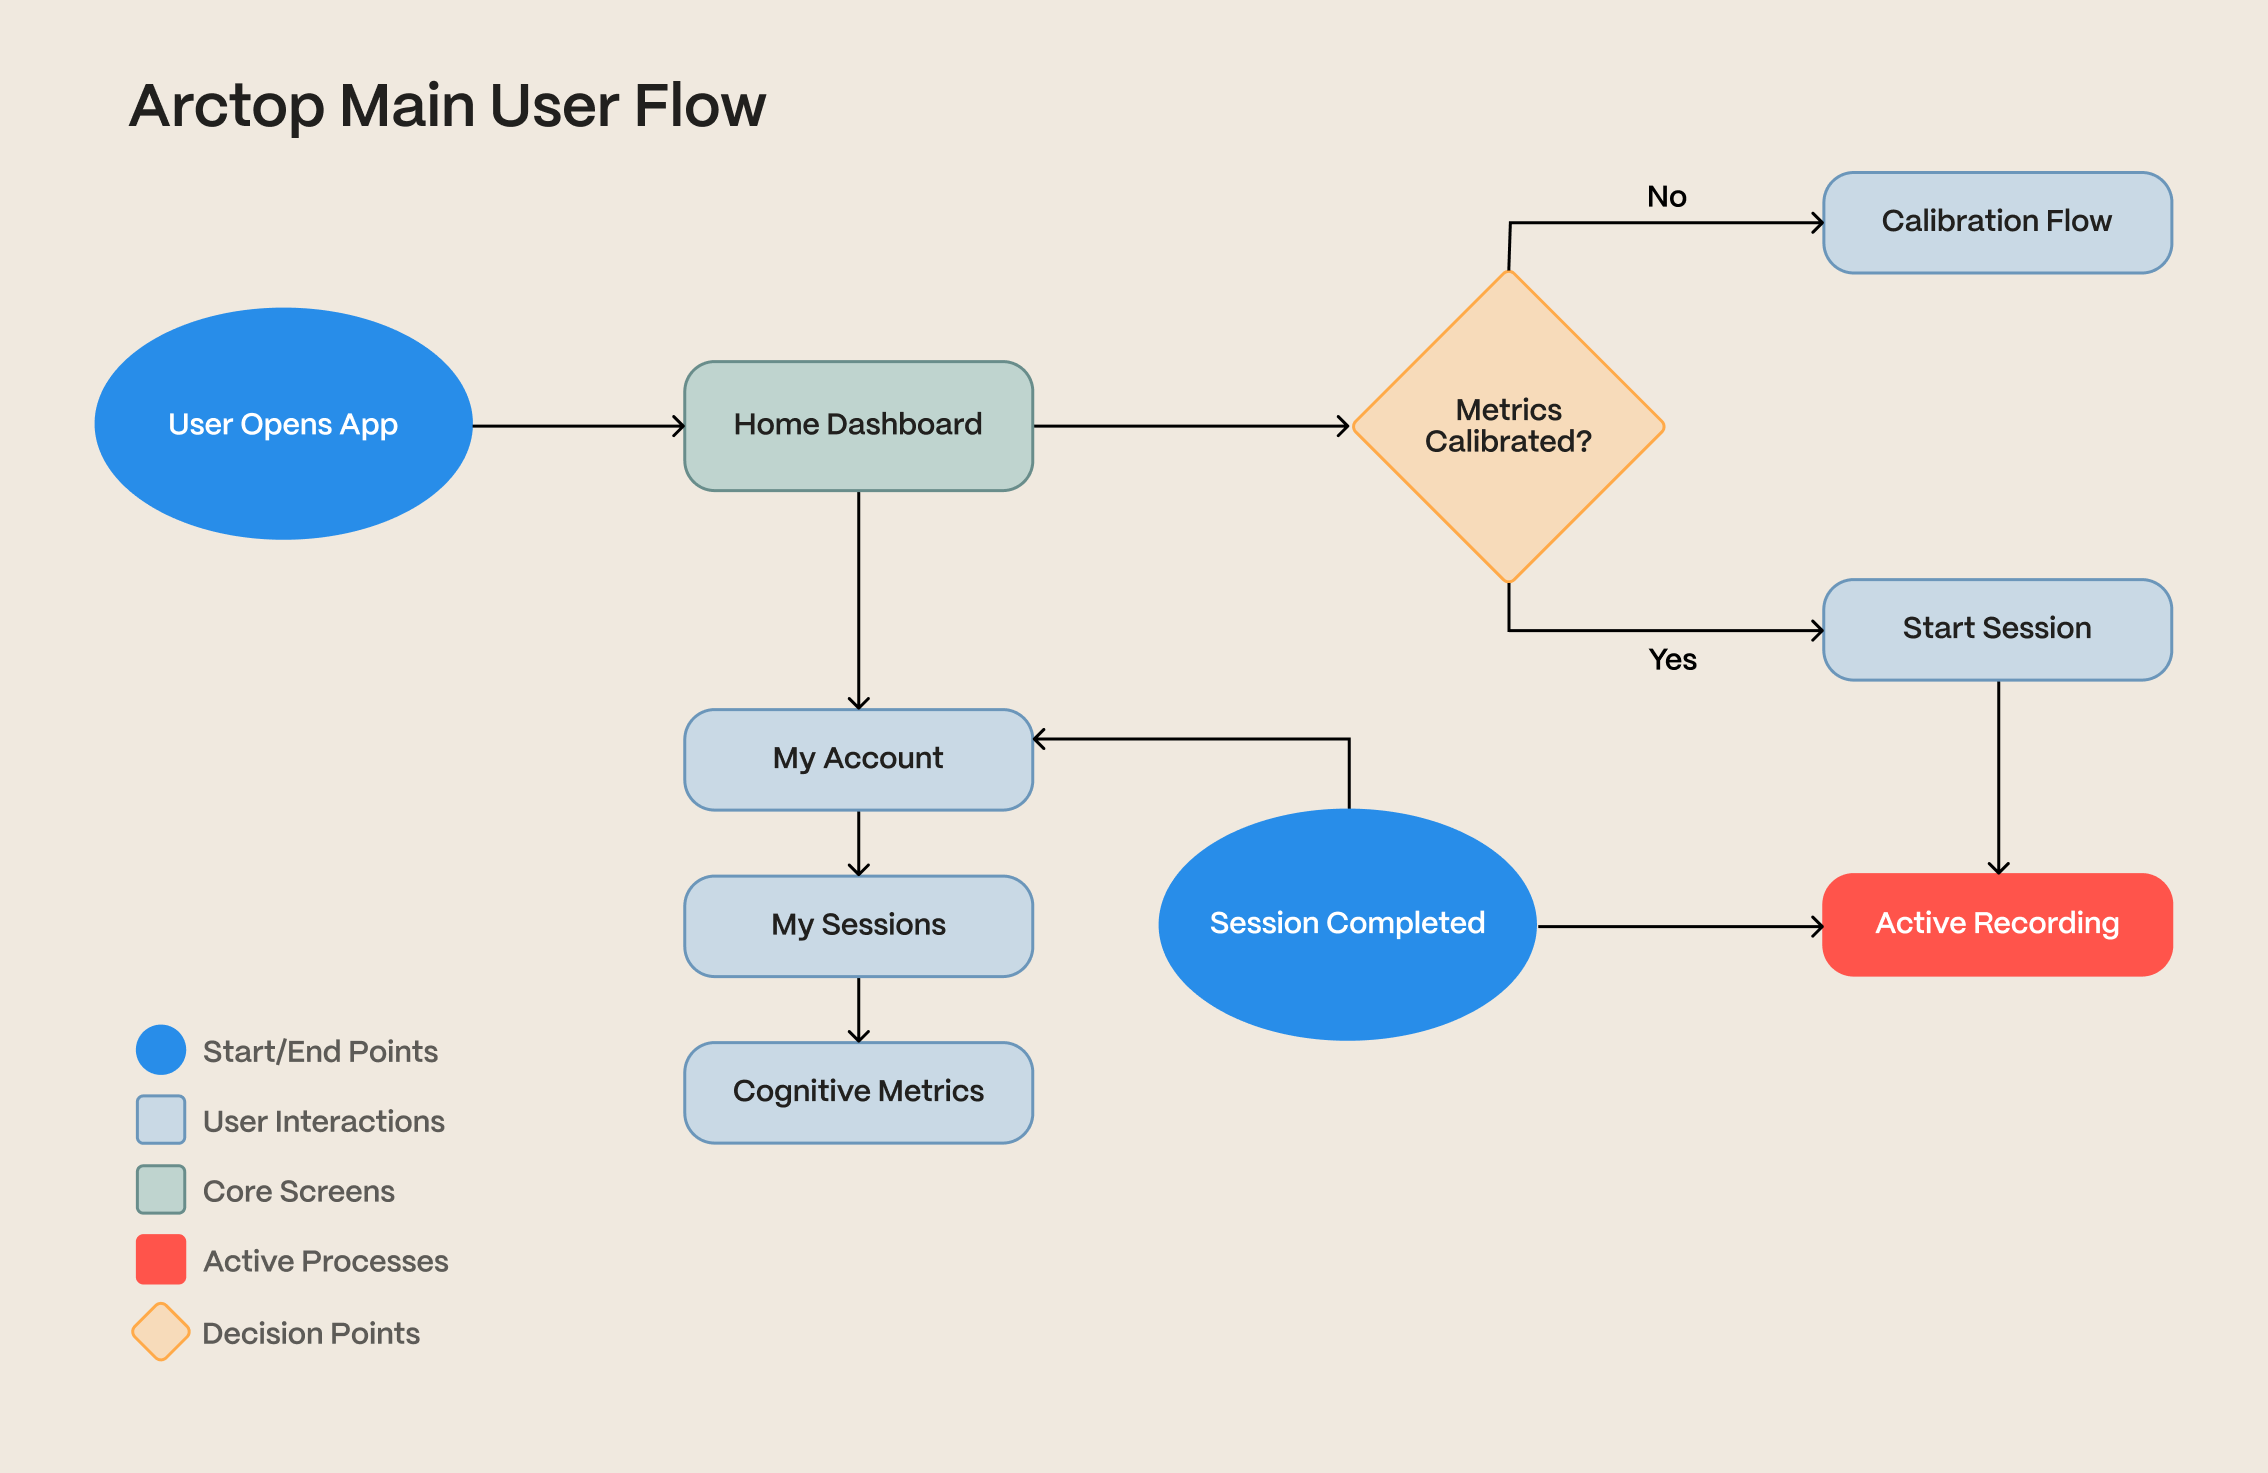 Arctop Main User Flow
No
Calibration Flow
User Opens App
Home Dashboard
Metrics
Calibrated?
Start Session
Yes
My Account
My Sessions
Session Completed
Active Recording
Cognitive Metrics
Start/End Points
User Interactions
Core Screens
Active Processes
Decision Points